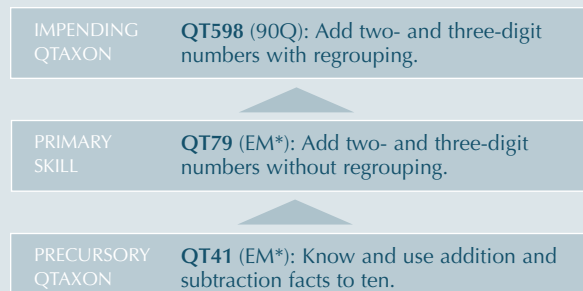 IMPENDING QTAXON
QT598 (90Q): Add two- and three-digit
numbers with regrouping.
PRIMARY SKILL
QT79 (EM*): Add two- and three-digit
numbers without regrouping.
PRECURSORY QTAXON
QT41 (EM*): Know and use addition and
subtraction facts to ten.